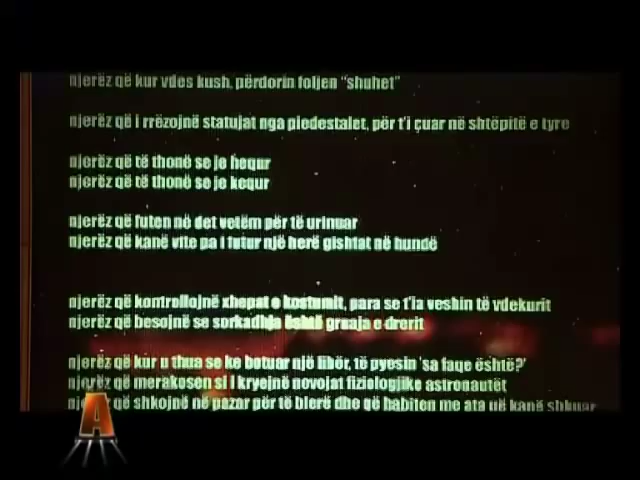 njerëz që kur vdes kush, përdorin foljen "shuhet"
njerëz që i rrëzojnë statujat nga piedestalet, për t'i çuar në shtëpitë e tyre
njerëz që të thonë se je hequr
njerëz që të thonë se je kequr
njerëz që futen në det vetëm për të urinuar
njerëz që kanë vite pa i futur një herë gishtat në hundë
njerëz që kontrollojnë xhepat e kostumit, para se t'ia veshin të vdekurit
njerëz që besojnë se sorkadhja është gruaja e drerit
njerëz që kur u thua se ke botuar një libër, të pyesin 'sa faqe është?'
njerëz që merakosen si i kryejnë nevojat fiziologjike astronautët
njerëz që shkojnë në pazar për të blerë dhe që habiten me ata që kanë shkuar
A